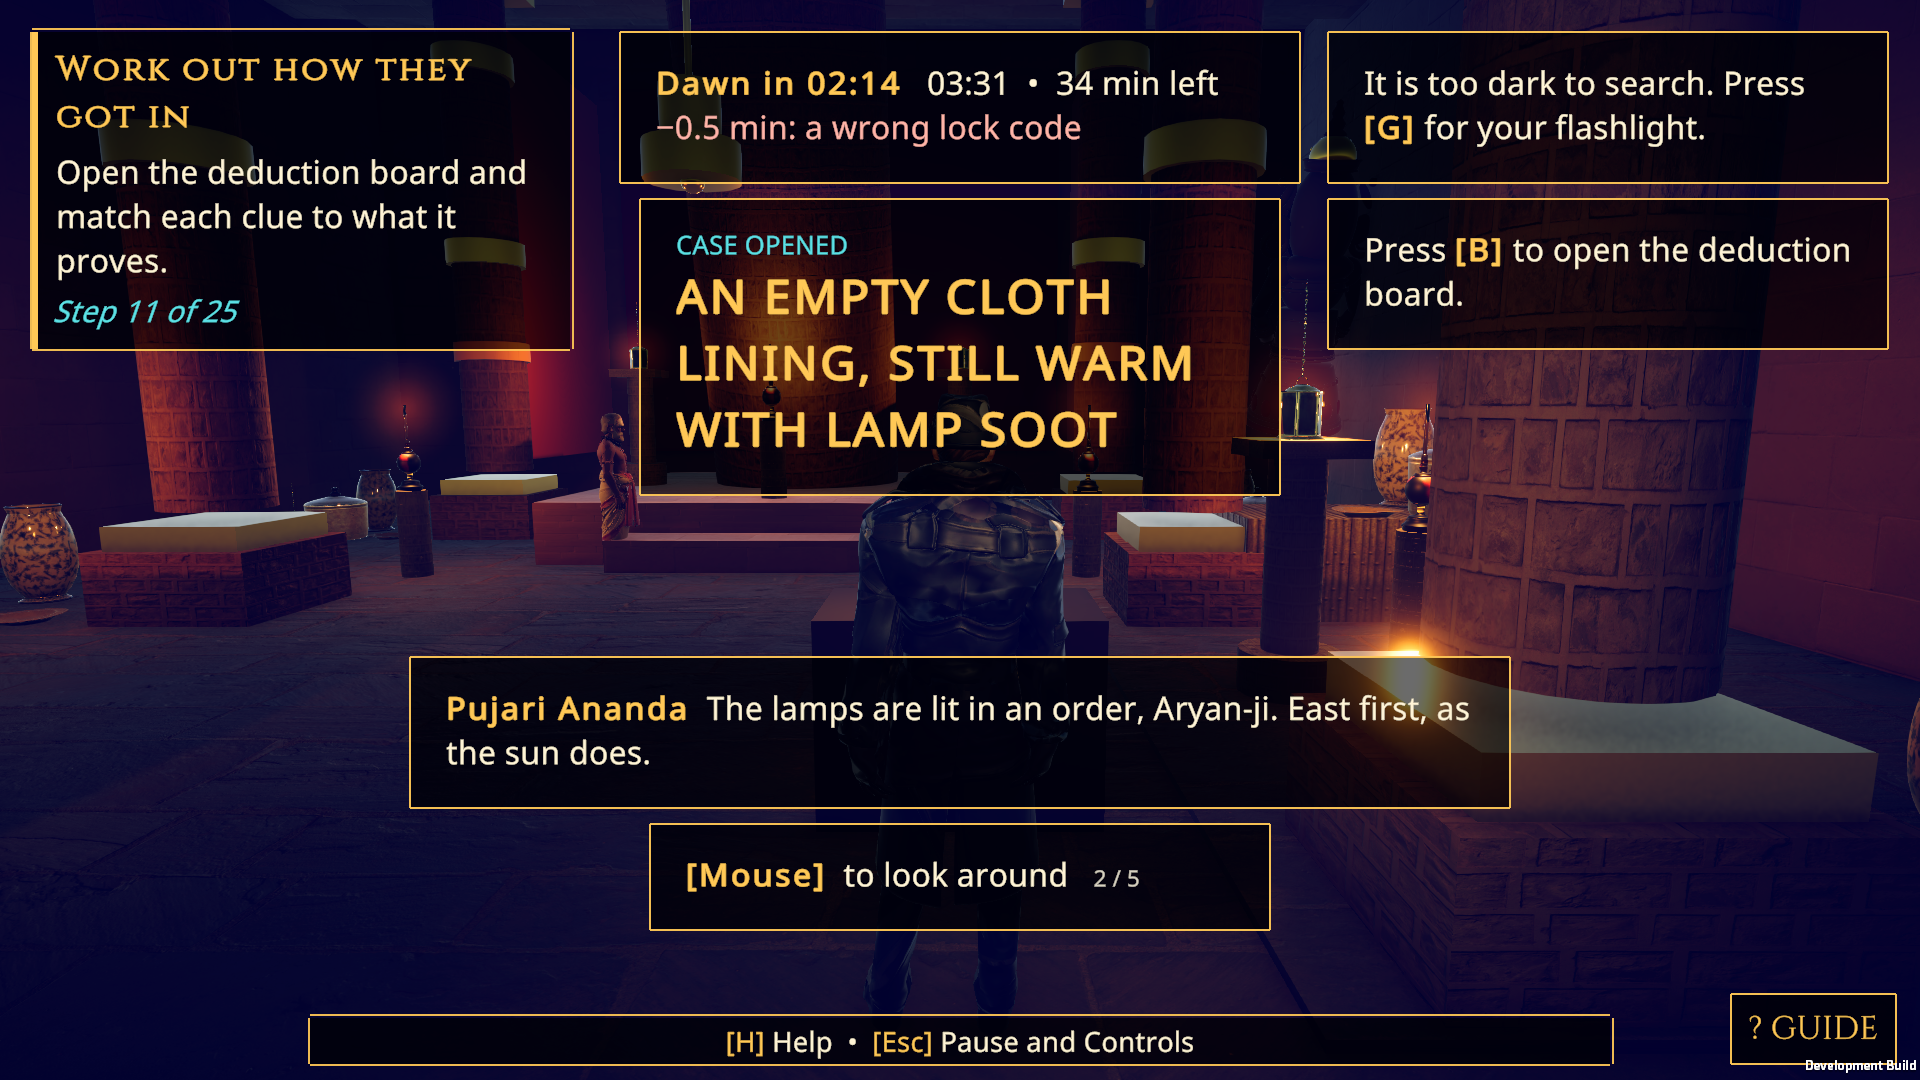 WORK OUT HOW THEY
GOT IN
Open the deduction board and
match each clue to what it
proves.
Step 11 of 25
Dawn in 02:14 03:31 • 34 min left
−0.5 min: a wrong lock code
It is too dark to search. Press
[G] for your flashlight.
CASE OPENED
AN EMPTY CLOTH
LINING, STILL WARM
WITH LAMP SOOT
Press [B] to open the deduction
board.
Pujari Ananda The lamps are lit in an order, Aryan-ji. East first, as
the sun does.
[Mouse] to look around 2 / 5
[H] Help • [Esc] Pause and Controls
? GUIDE
Development Build